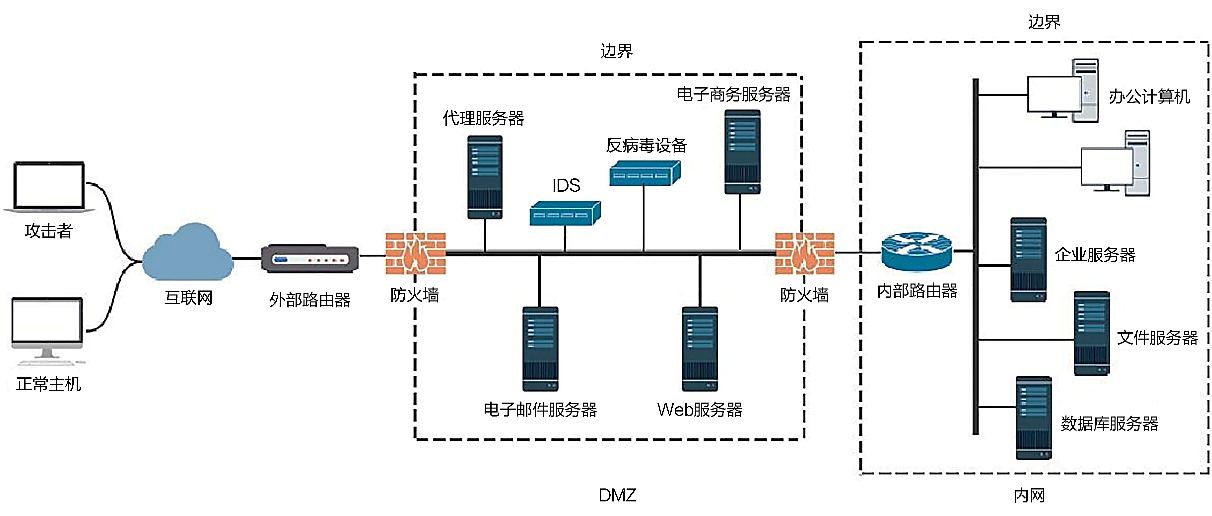 边界
边界
电子商务服务器
办公计算机
代理服务器
反病毒设备
IDS
攻击者
企业服务器
互联网
外部路由器
防火墙
防火墙
内部路由器
文件服务器
正常主机
电子邮件服务器
Web服务器
数据库服务器
DMZ
内网